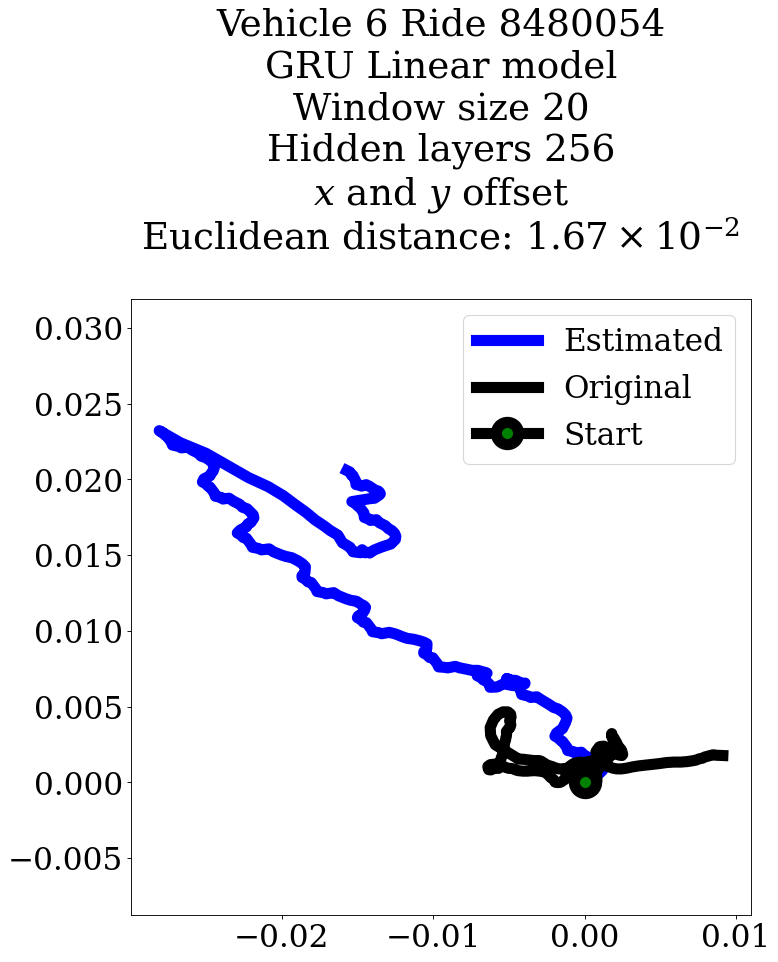 Vehicle 6 Ride 8480054
GRU Linear model
Window size 20
Hidden layers 256
x and y offset
Euclidean distance: 1.67 × 10⁻²
Estimated
Original
Start
0.030
0.025
0.020
0.015
0.010
0.005
0.000
−0.005
−0.02
−0.01
0.00
0.01